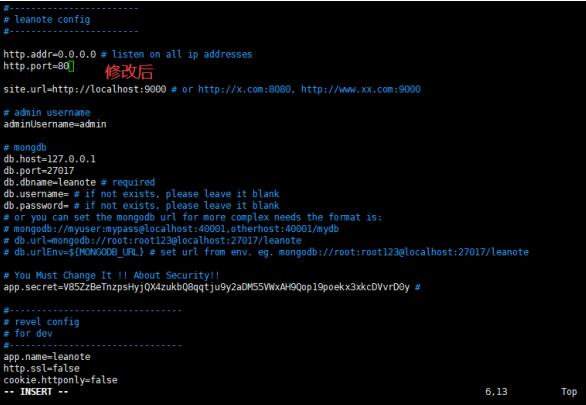 #------------------------
# leanote config
#------------------------
http.addr=0.0.0.0 # listen on all ip addresses
http.port=80
修改后
site.url=http://localhost:9000 # or http://x.com:8080, http://www.xx.com:9000
# admin username
adminUsername=admin
# mongdb
db.host=127.0.0.1
db.port=27017
db.dbname=leanote # required
db.username= # if not exists, please leave it blank
db.password= # if not exists, please leave it blank
# or you can set the mongodb url for more complex needs the format is:
# mongodb://myuser:mypass@localhost:40001,otherhost:40001/mydb
# db.url=mongodb://root:root123@localhost:27017/leanote
# db.urlEnv=${MONGODB_URL} # set url from env. eg. mongodb://root:root123@localhost:27017/leanote
# You Must Change It !! About Security!!
app.secret=V85ZzBeTnzpsHyjQX4zukbQ8qqtju9y2aDM55VWxAH9Qop19poekx3xkcDVvrD0y #
#--------------------------------
# revel config
# for dev
#--------------------------------
app.name=leanote
http.ssl=false
cookie.httponly=false
-- INSERT -- 6,13 Top